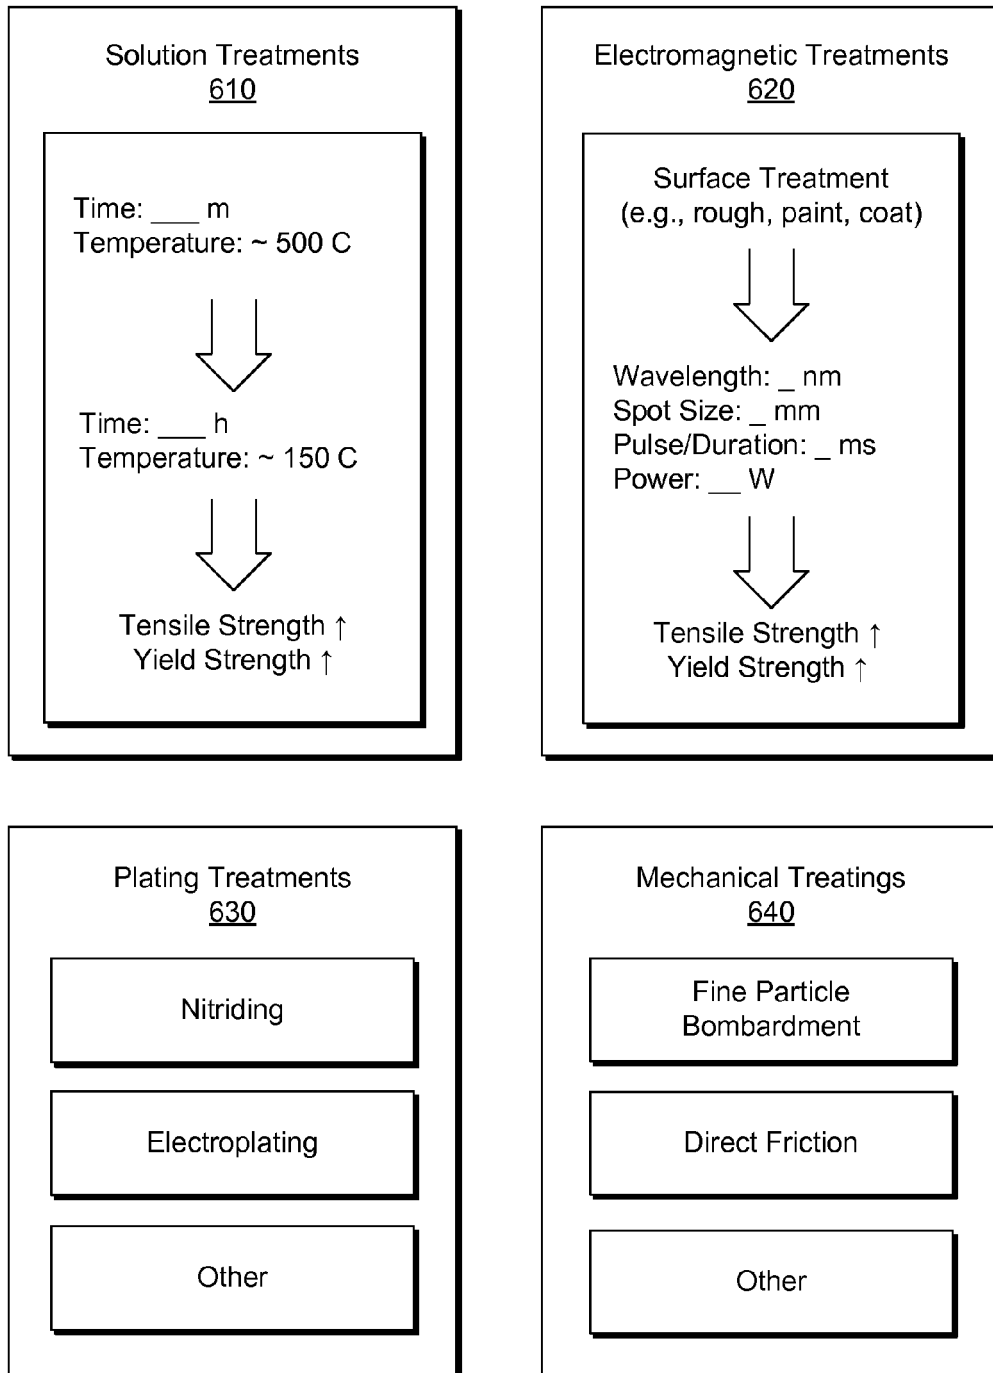 Solution Treatments
610
Time: ___ m
Temperature: ~ 500 C
Time: ___ h
Temperature: ~ 150 C
Tensile Strength ↑
Yield Strength ↑
Electromagnetic Treatments
620
Surface Treatment
(e.g., rough, paint, coat)
Wavelength: _ nm
Spot Size: _ mm
Pulse/Duration: _ ms
Power: __ W
Tensile Strength ↑
Yield Strength ↑
Plating Treatments
630
Nitriding
Electroplating
Other
Mechanical Treatings
640
Fine Particle
Bombardment
Direct Friction
Other